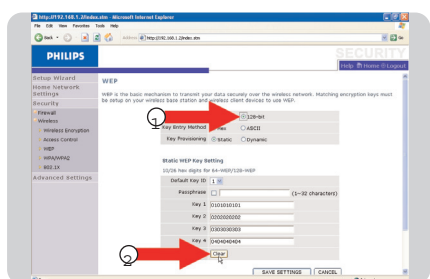 http://192.168.1.2/index.stm - Microsoft Internet Explorer
File Edit View Favorites Tools Help
Back
Address http://192.168.1.2/index.stm
Go
PHILIPS
SECURITY
Help Home Logout
Setup Wizard
Home Network Settings
Security
Firewall
Wireless
Wireless Encryption
Access Control
WEP
WPA/WPA2
802.1X
Advanced Settings
WEP
WEP is the basic mechanism to transmit your data securely over the wireless network. Matching encryption keys must
be setup on your wireless base station and wireless client devices to use WEP.
1
128-bit
Key Entry Method Hex ASCII
Key Provisioning Static Dynamic
Static WEP Key Setting
10/26 hex digits for 64-WEP/128-WEP
Default Key ID 1
Passphrase (1~32 characters)
Key 1 0101010101
Key 2 0202020202
Key 3 0303030303
Key 4 0404040404
2
Clear
SAVE SETTINGS CANCEL